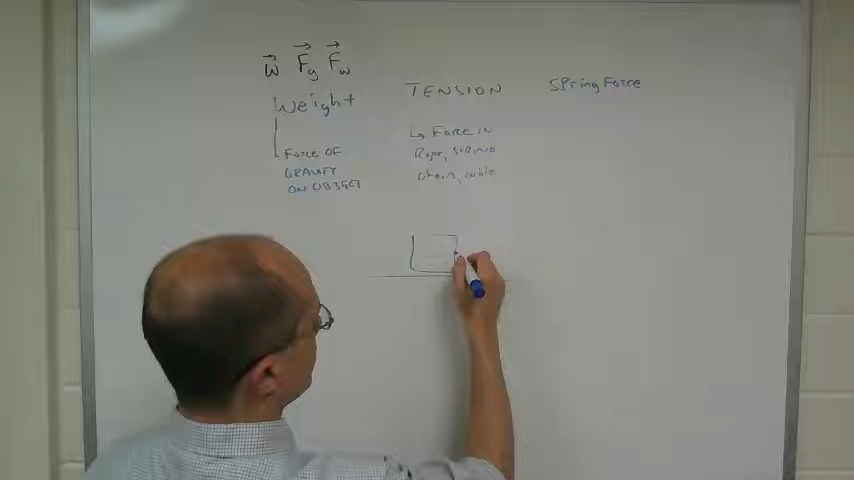 w Fg Fw
Weight
Force OF
GRAVITY
ON OBJECT
TENSION
↳ Force IN
Rope, STRING
chain, cable
Spring Force